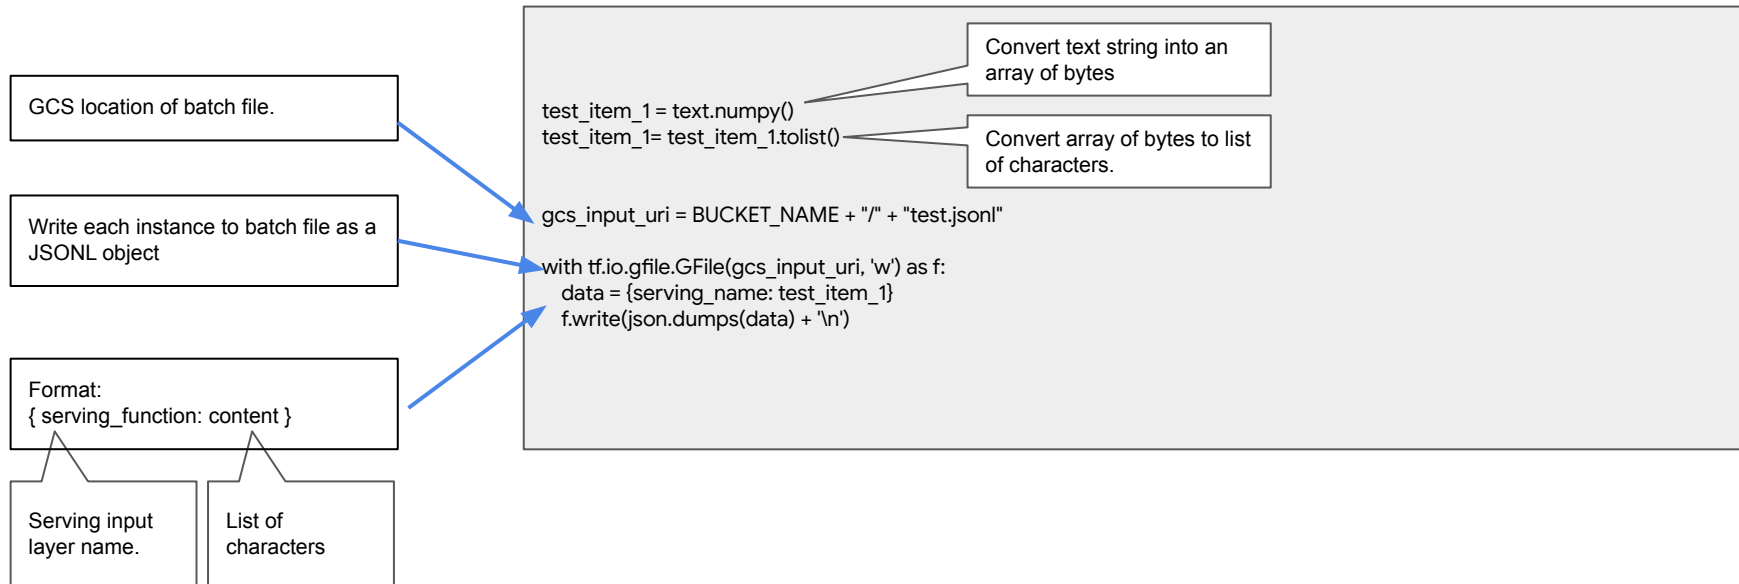 Convert text string into an
array of bytes
GCS location of batch file.
test_item_1 = text.numpy()
test_item_1= test_item_1.tolist()
Convert array of bytes to list
of characters.
Write each instance to batch file as a
JSONL object
gcs_input_uri = BUCKET_NAME + "/" + "test.jsonl"
with tf.io.gfile.GFile(gcs_input_uri, 'w') as f:
data = {serving_name: test_item_1}
f.write(json.dumps(data) + '\n')
Format:
{ serving_function: content }
Serving input
layer name.
List of
characters